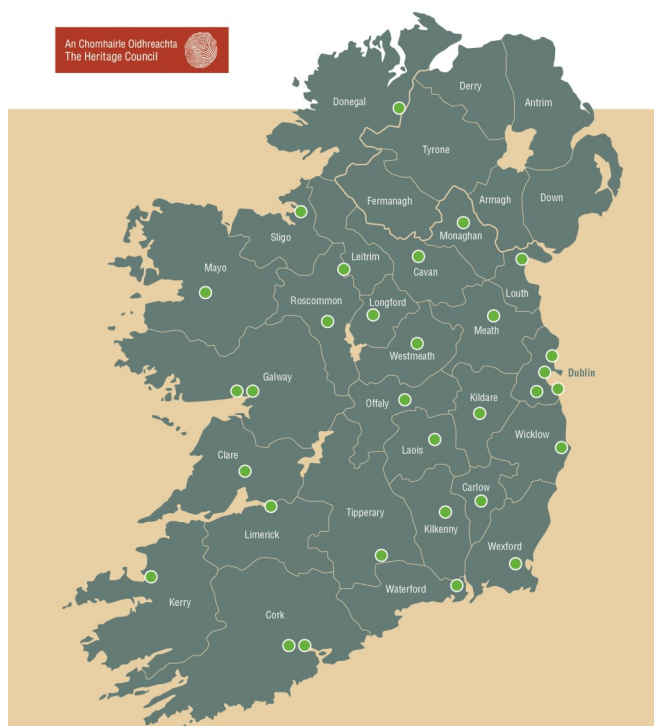 An Chomhairle Oidhreachta
The Heritage Council
Derry
Donegal
Antrim
Tyrone
Fermanagh
Armagh
Down
Monaghan
Sligo
Leitrim
Cavan
Mayo
Louth
Roscommon
Longford
Meath
Westmeath
Dublin
Galway
Offaly
Kildare
Wicklow
Laois
Clare
Carlow
Tipperary
Kilkenny
Limerick
Wexford
Waterford
Kerry
Cork